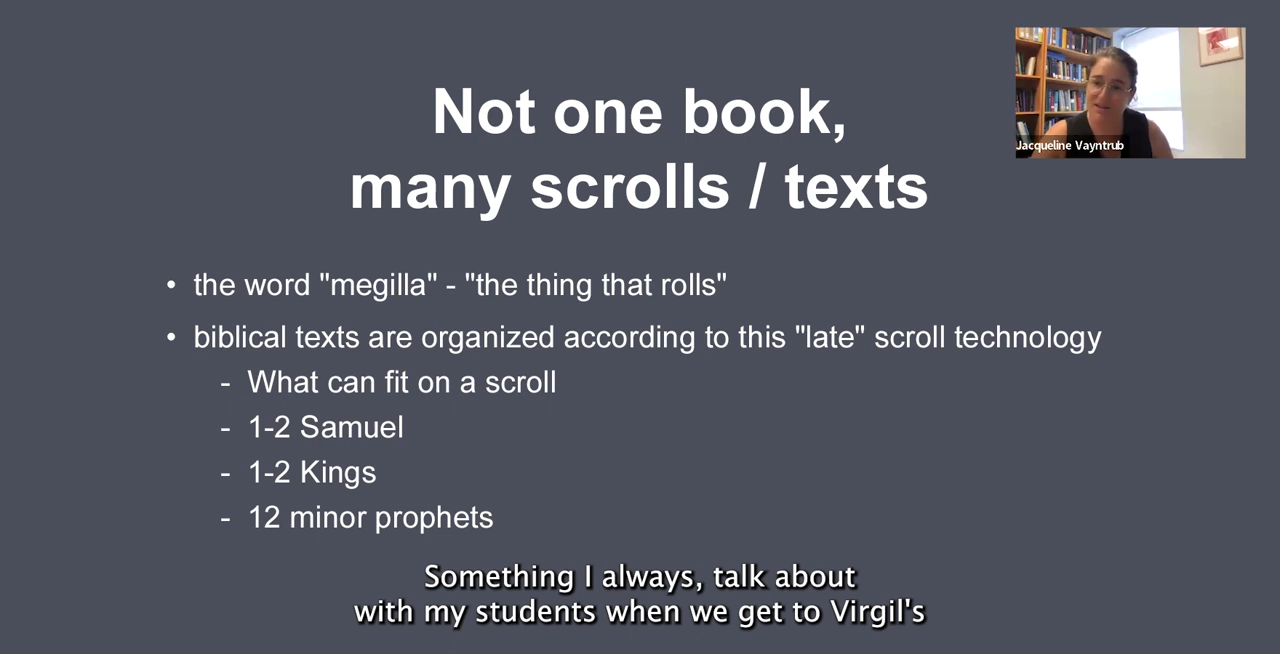 Not one book,
many scrolls / texts
Jacqueline Vayntrub
• the word "megilla" - "the thing that rolls"
• biblical texts are organized according to this "late" scroll technology
- What can fit on a scroll
- 1-2 Samuel
- 1-2 Kings
- 12 minor prophets
Something I always, talk about
with my students when we get to Virgil's